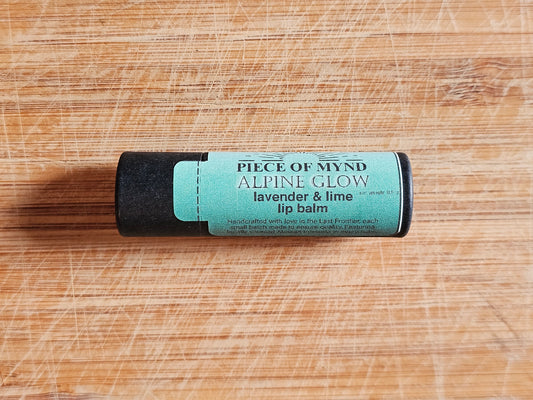 PIECE OF MYND
ALPINE GLOW
lavender & lime
lip balm
Handcrafted with love in the Last Frontier, each
small batch made to ensure quality. Featuring